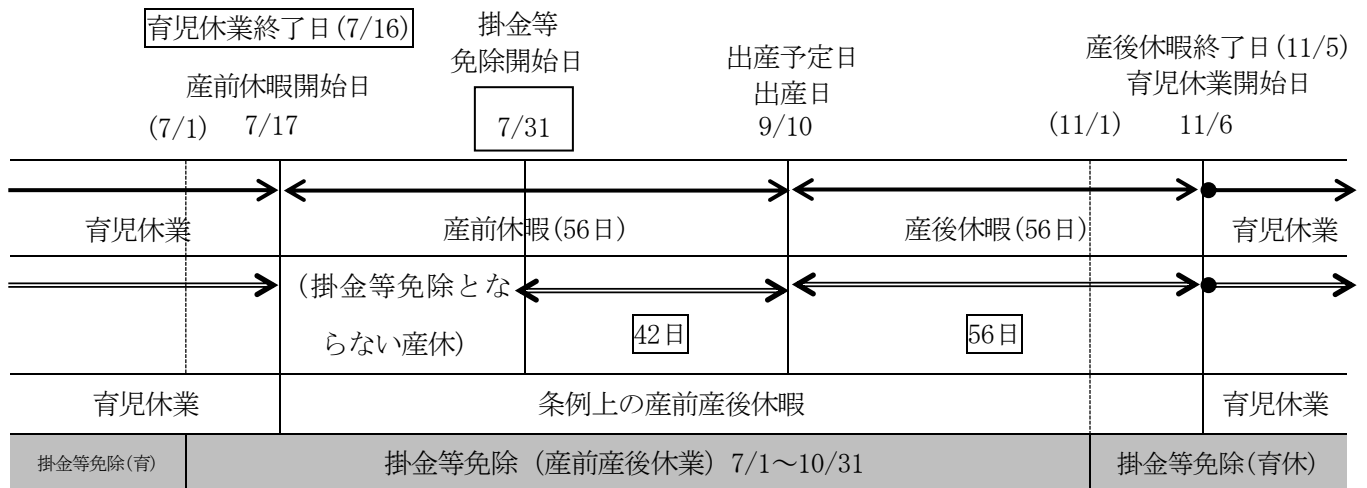 育児休業終了日(7/16)
掛金等
免除開始日
産前休暇開始日
出産予定日
出産日
産後休暇終了日(11/5)
育児休業開始日
(7/1) 7/17 7/31 9/10 (11/1) 11/6
育児休業 産前休暇(56日) 産後休暇(56日) 育児休業
(掛金等免除とな
らない産休)
42日 56日
育児休業 条例上の産前産後休暇 育児休業
掛金等免除(育) 掛金等免除(産前産後休業)7/1～10/31 掛金等免除(育休)